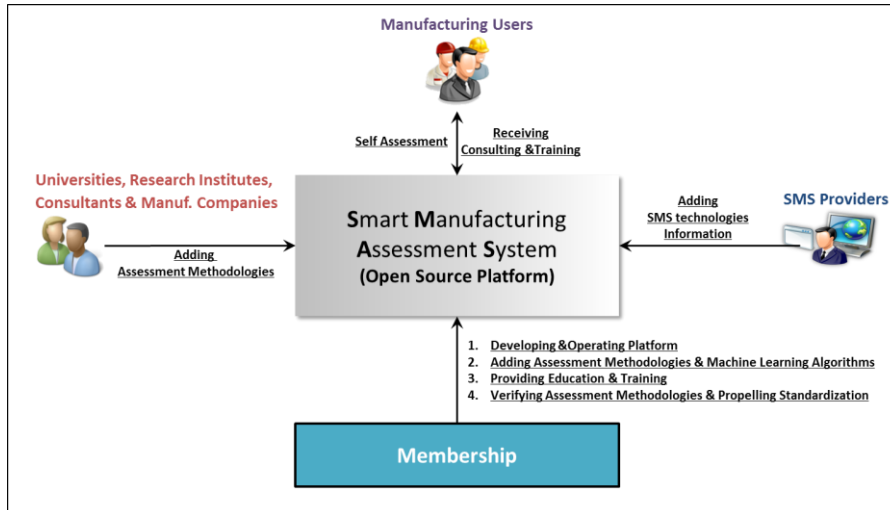 Manufacturing Users
Self Assessment
Receiving
Consulting &Training
Universities, Research Institutes,
Consultants & Manuf. Companies
Adding
Assessment Methodologies
Smart Manufacturing
Assessment System
(Open Source Platform)
Adding
SMS technologies
Information
SMS Providers
1. Developing &Operating Platform
2. Adding Assessment Methodologies & Machine Learning Algorithms
3. Providing Education & Training
4. Verifying Assessment Methodologies & Propelling Standardization
Membership